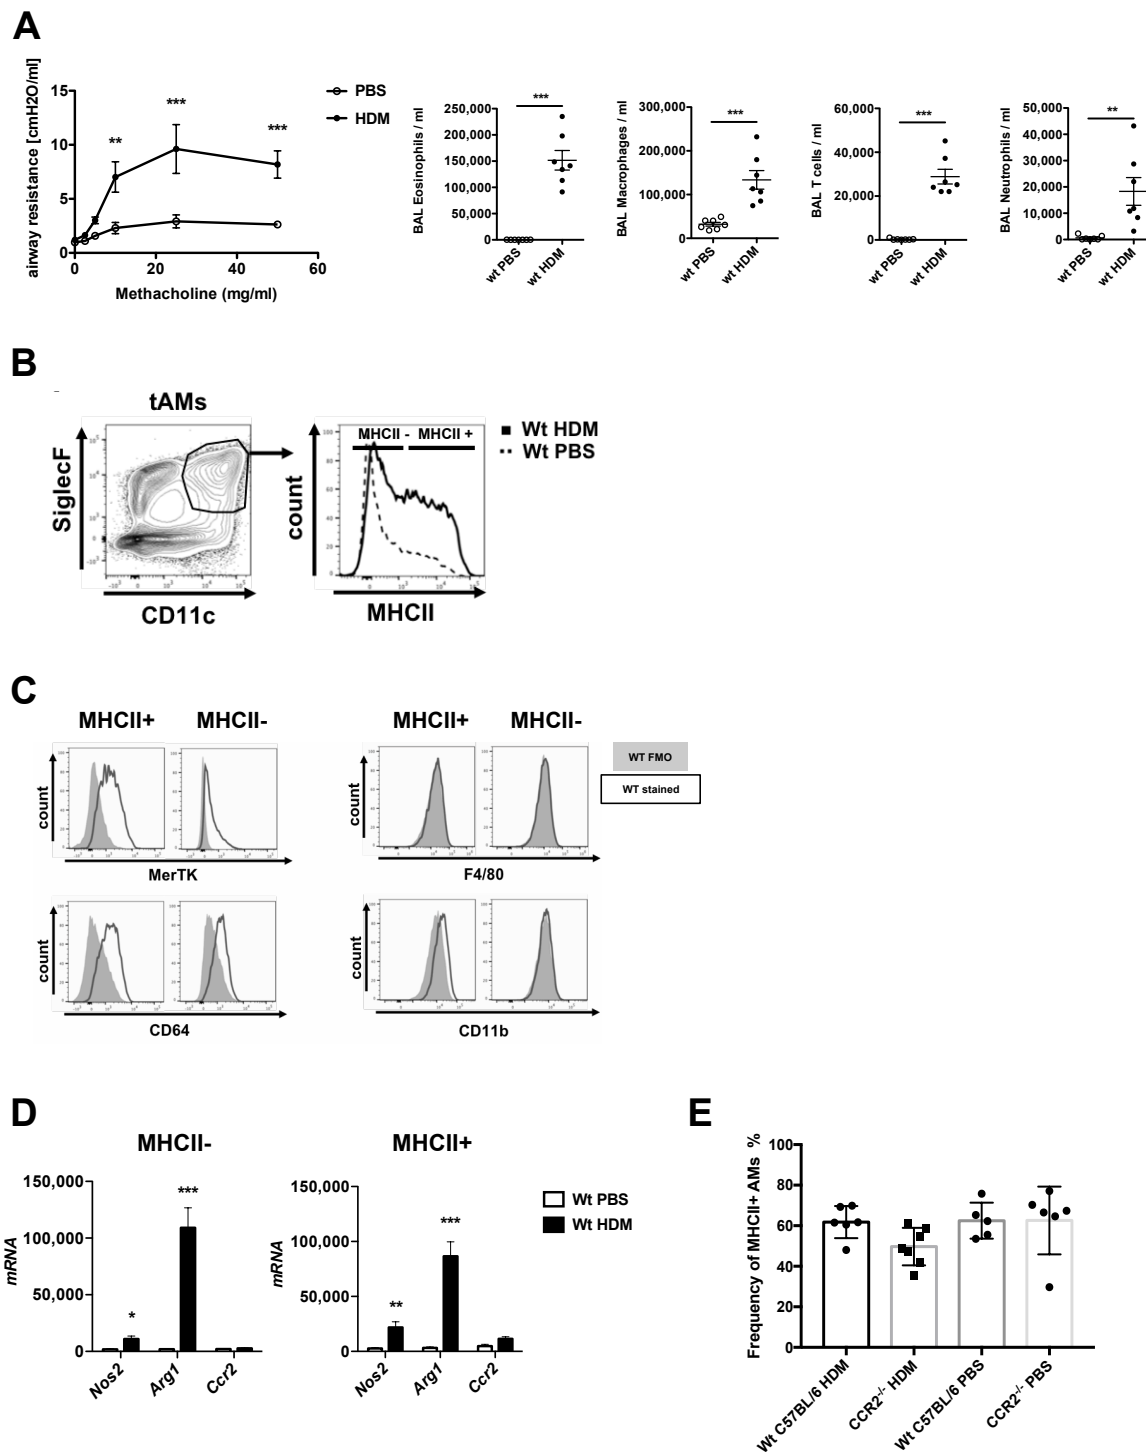 A
airway resistance [cmH2O/ml]
15
10
5
0
0
20
40
60
Methacholine (mg/ml)
**
***
***
PBS
HDM
BAL Eosinophils / ml
250,000
200,000
150,000
100,000
50,000
0
***
wt PBS
wt HDM
BAL Macrophages / ml
300,000
200,000
100,000
0
***
wt PBS
wt HDM
BAL T cells / ml
60,000
40,000
20,000
0
***
wt PBS
wt HDM
BAL Neutrophils / ml
50,000
40,000
30,000
20,000
10,000
0
**
wt PBS
wt HDM
B
tAMs
SiglecF
CD11c
count
MHCII - MHCII +
MHCII
Wt HDM
Wt PBS
C
MHCII+
MHCII-
MHCII+
MHCII-
WT FMO
WT stained
count
MerTK
count
F4/80
count
CD64
count
CD11b
D
MHCII-
mRNA
150,000
100,000
50,000
0
*
***
Nos2
Arg1
Ccr2
MHCII+
mRNA
150,000
100,000
50,000
0
**
***
Nos2
Arg1
Ccr2
Wt PBS
Wt HDM
E
Frequency of MHCII+ AMs %
100
80
60
40
20
0
Wt C57BL/6 HDM
CCR2-/- HDM
Wt C57BL/6 PBS
CCR2-/- PBS